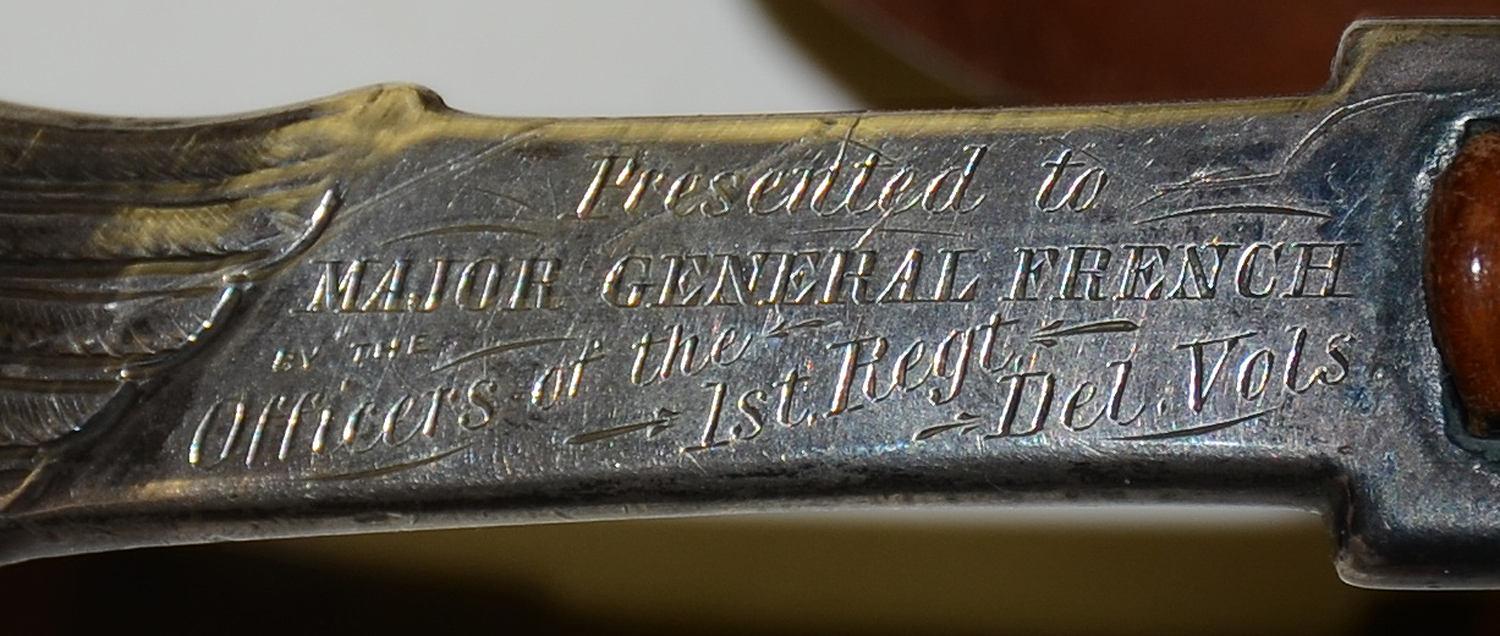 Presented to
MAJOR GENERAL FRENCH
BY THE
Officers of the 1st. Regt. Del. Vols.